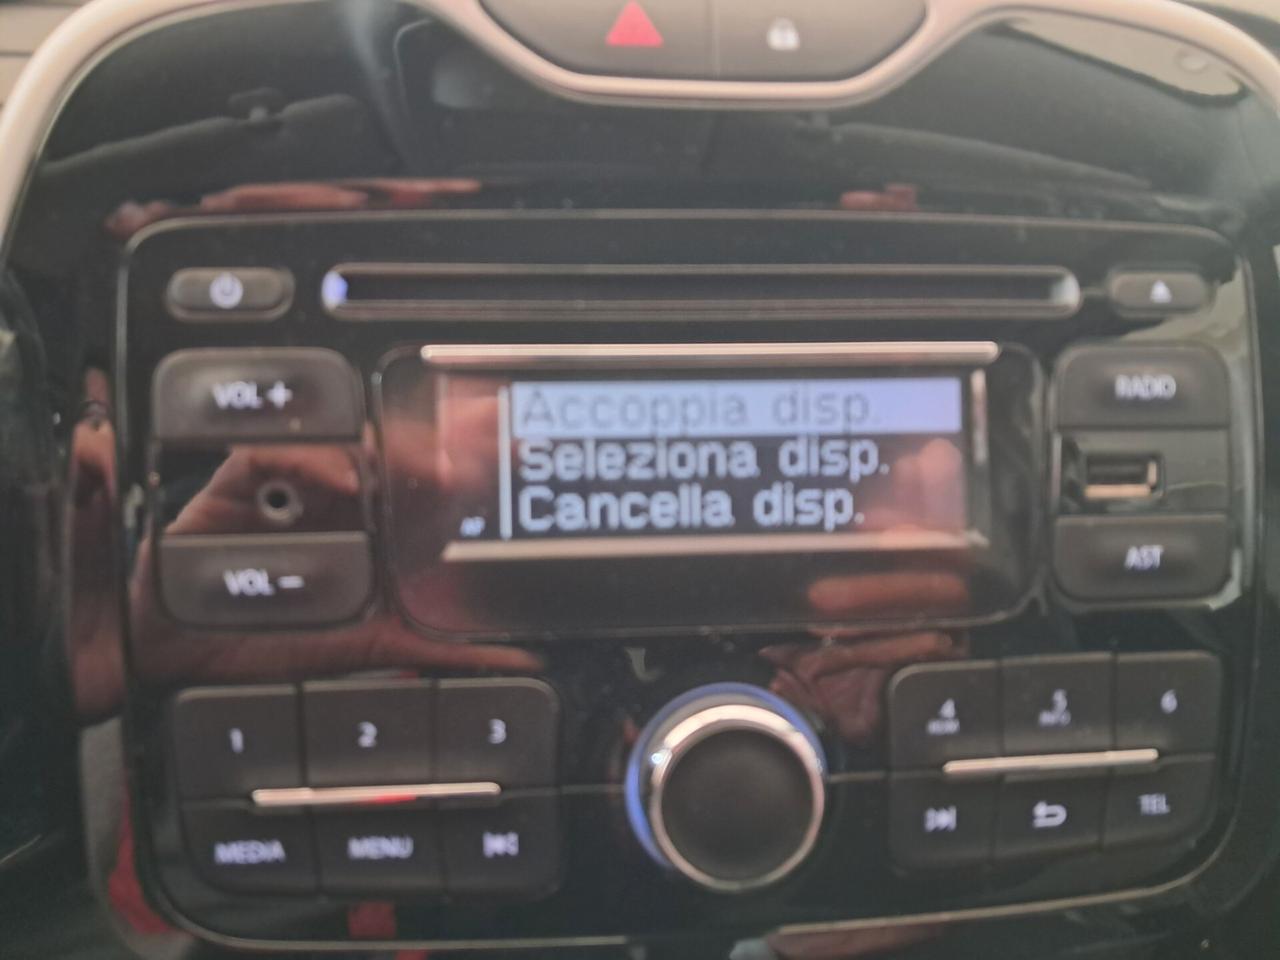 VOL +
RADIO
Accoppia disp.
Seleziona disp.
Cancella disp.
AF
VOL –
AST
1
2
3
4
5
6
MEDIA
MENU
TEL